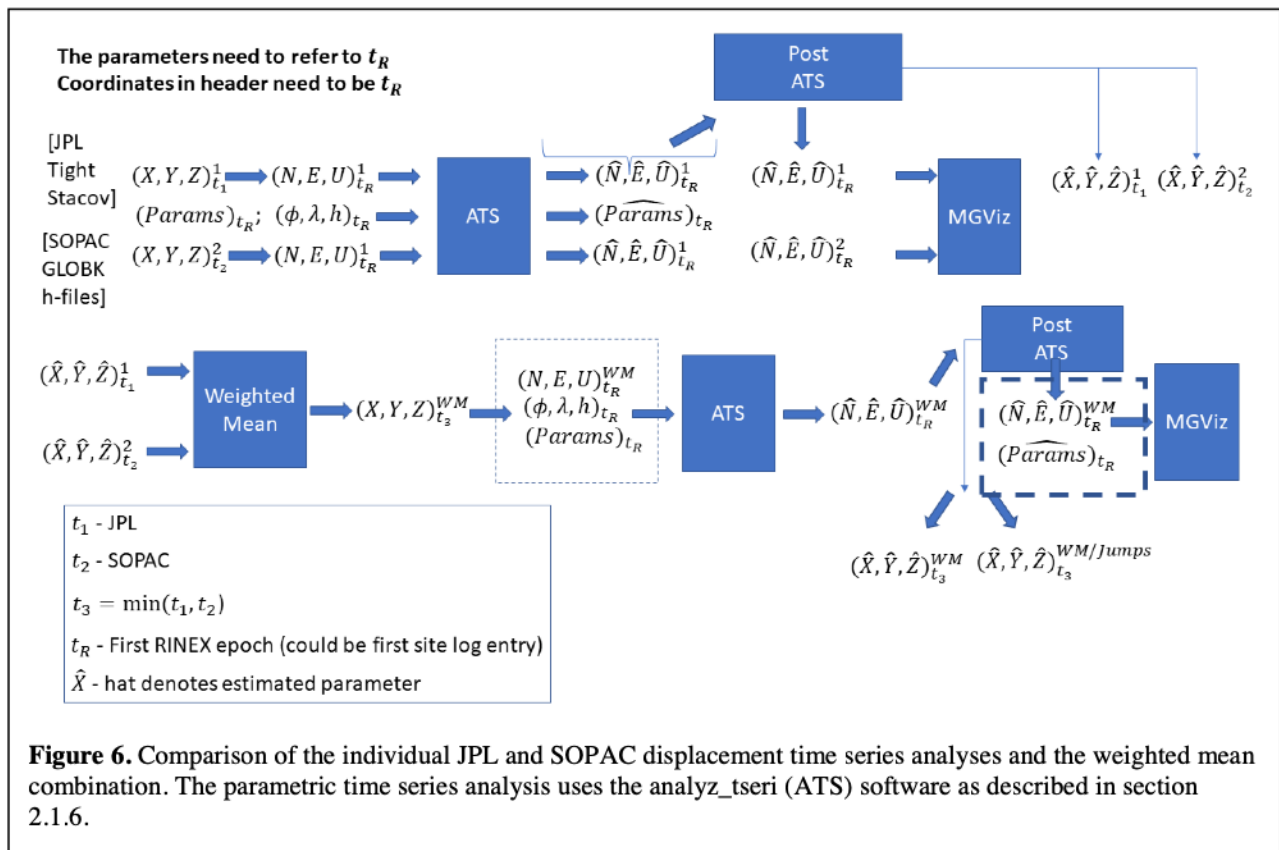 The parameters need to refer to t_R
Coordinates in header need to be t_R
Post
ATS
[JPL
Tight
Stacov]
(X, Y, Z)^1_{t_1}
(N, E, U)^1_{t_R}
(Params)_{t_R}; (ϕ, λ, h)_{t_R}
[SOPAC
GLOBK
h-files]
(X, Y, Z)^2_{t_2}
(N, E, U)^1_{t_R}
ATS
(N̂, Ê, Û)^1_{t_R}
(\widehat{Params})_{t_R}
(N̂, Ê, Û)^1_{t_R}
(N̂, Ê, Û)^1_{t_R}
(N̂, Ê, Û)^2_{t_R}
MGViz
(X̂, Ŷ, Ẑ)^1_{t_1} (X̂, Ŷ, Ẑ)^2_{t_2}
(X̂, Ŷ, Ẑ)^1_{t_1}
(X̂, Ŷ, Ẑ)^2_{t_2}
Weighted
Mean
(X, Y, Z)^{WM}_{t_3}
(N, E, U)^{WM}_{t_R}
(ϕ, λ, h)_{t_R}
(Params)_{t_R}
ATS
(N̂, Ê, Û)^{WM}_{t_R}
Post
ATS
(N̂, Ê, Û)^{WM}_{t_R}
(\widehat{Params})_{t_R}
MGViz
(X̂, Ŷ, Ẑ)^{WM}_{t_3} (X̂, Ŷ, Ẑ)^{WM/Jumps}_{t_3}
t_1 - JPL
t_2 - SOPAC
t_3 = min(t_1, t_2)
t_R - First RINEX epoch (could be first site log entry)
X̂ - hat denotes estimated parameter
Figure 6. Comparison of the individual JPL and SOPAC displacement time series analyses and the weighted mean
combination. The parametric time series analysis uses the analyz_tseri (ATS) software as described in section
2.1.6.